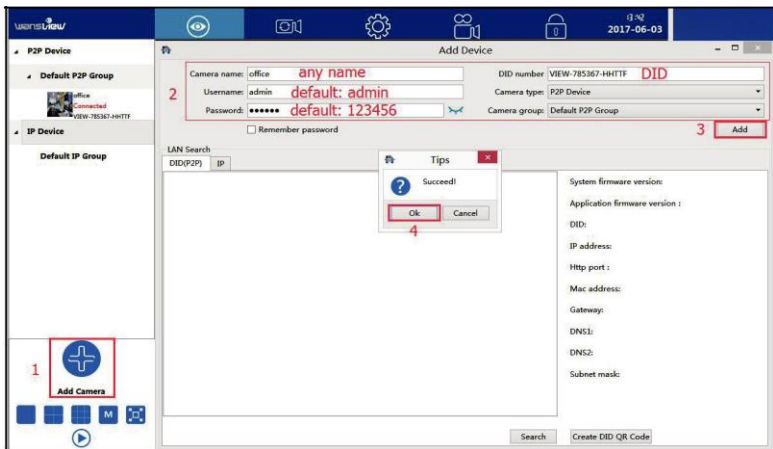 wansview
2017-06-03
P2P Device
Default P2P Group
office
Connected
VIEW-785367-HHTTF
IP Device
Default IP Group
1
Add Camera
M
Add Device
2
Camera name: office any name
DID number VIEW-785367-HHTTF DID
Username: admin default: admin
Camera type: P2P Device
Password: •••••• default: 123456
Camera group: Default P2P Group
Remember password
3
Add
LAN Search
DID(P2P) IP
Tips
Succeed!
Ok Cancel
4
System firmware version:
Application firmware version :
DID:
IP address:
Http port :
Mac address:
Gateway:
DNS1:
DNS2:
Subnet mask:
Search Create DID QR Code